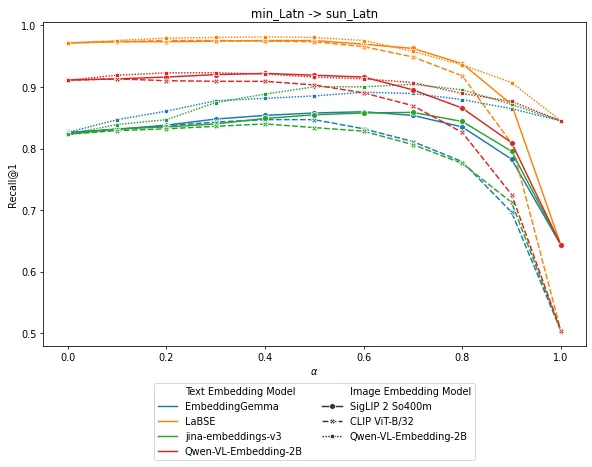 min_Latn -> sun_Latn
Recall@1
1.0
0.9
0.8
0.7
0.6
0.5
0.0 0.2 0.4 0.6 0.8 1.0
α
Text Embedding Model
EmbeddingGemma
LaBSE
jina-embeddings-v3
Qwen-VL-Embedding-2B
Image Embedding Model
SigLIP 2 So400m
CLIP ViT-B/32
Qwen-VL-Embedding-2B